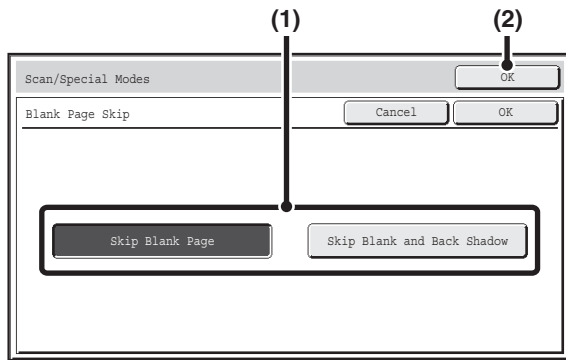 (1) (2)
Scan/Special Modes OK
Blank Page Skip Cancel OK
Skip Blank Page Skip Blank and Back Shadow